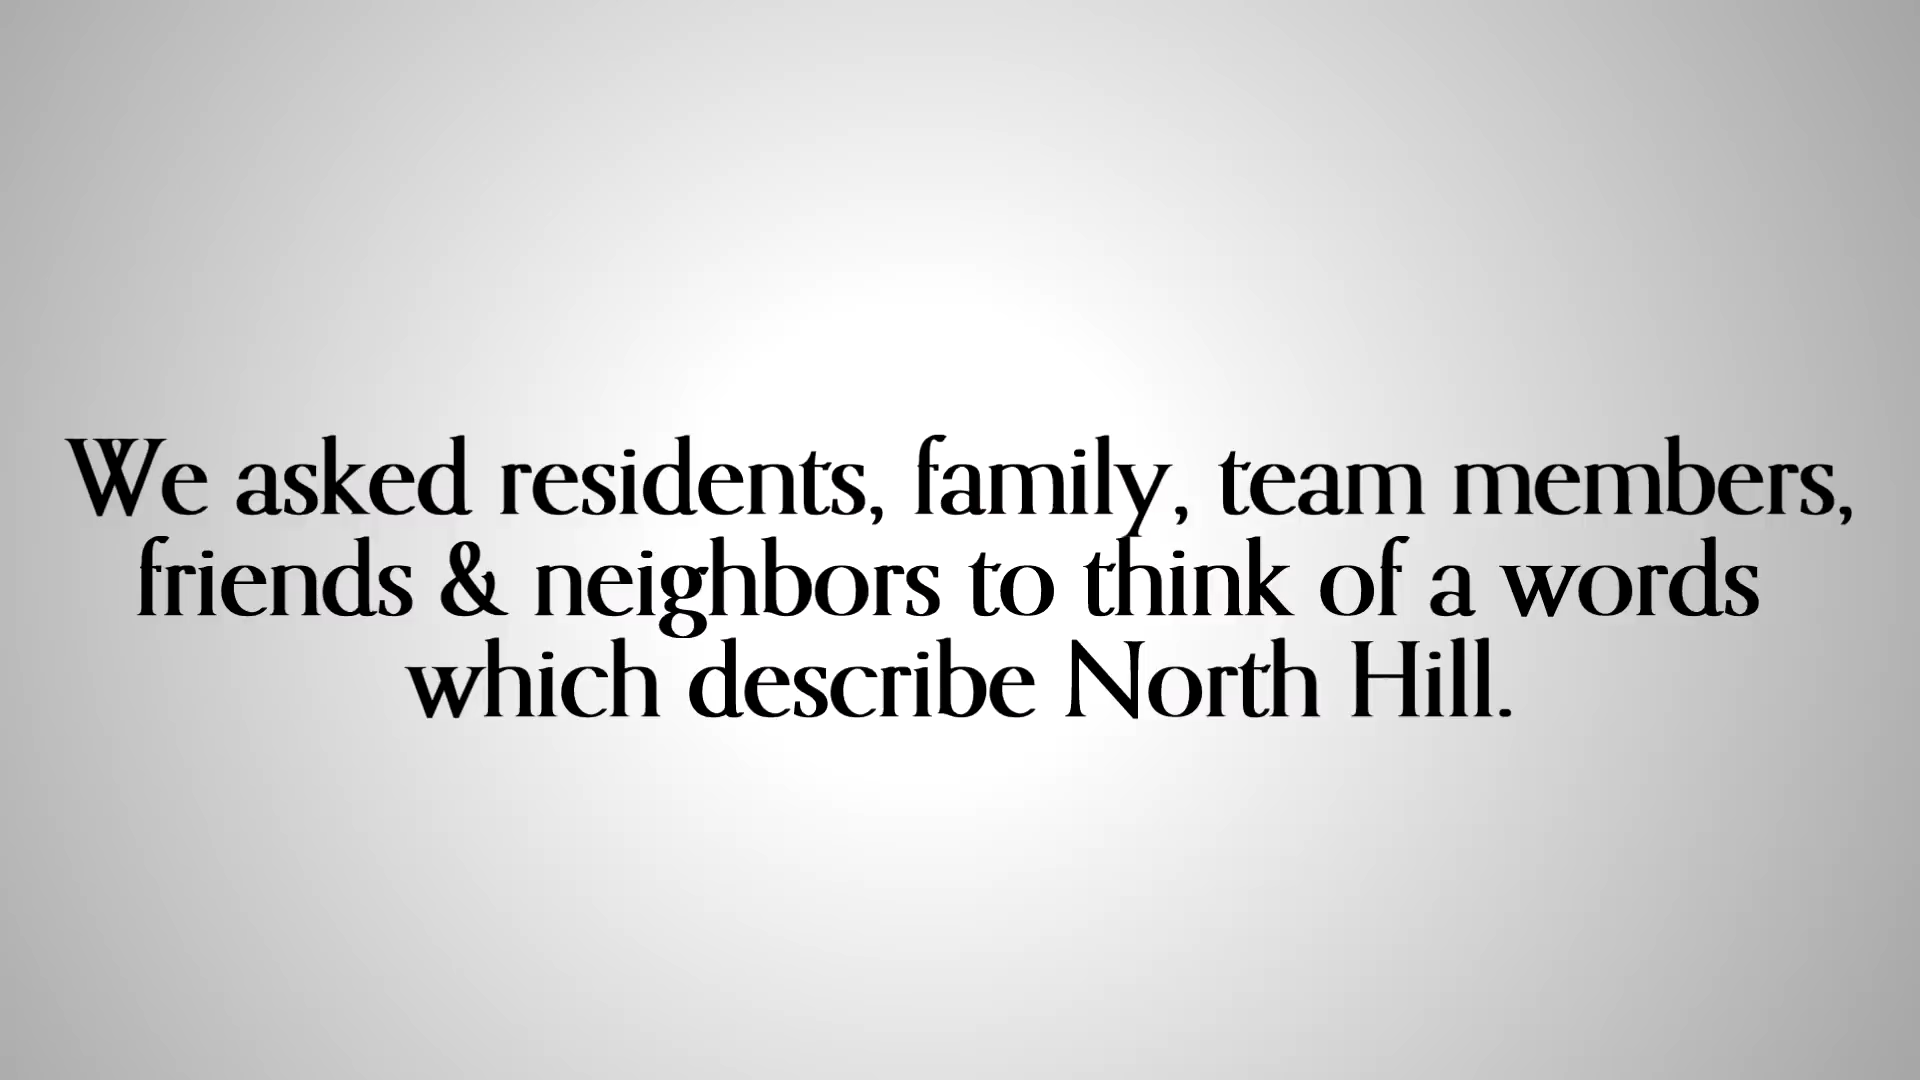 We asked residents, family, team members,
friends & neighbors to think of a words
which describe North Hill.